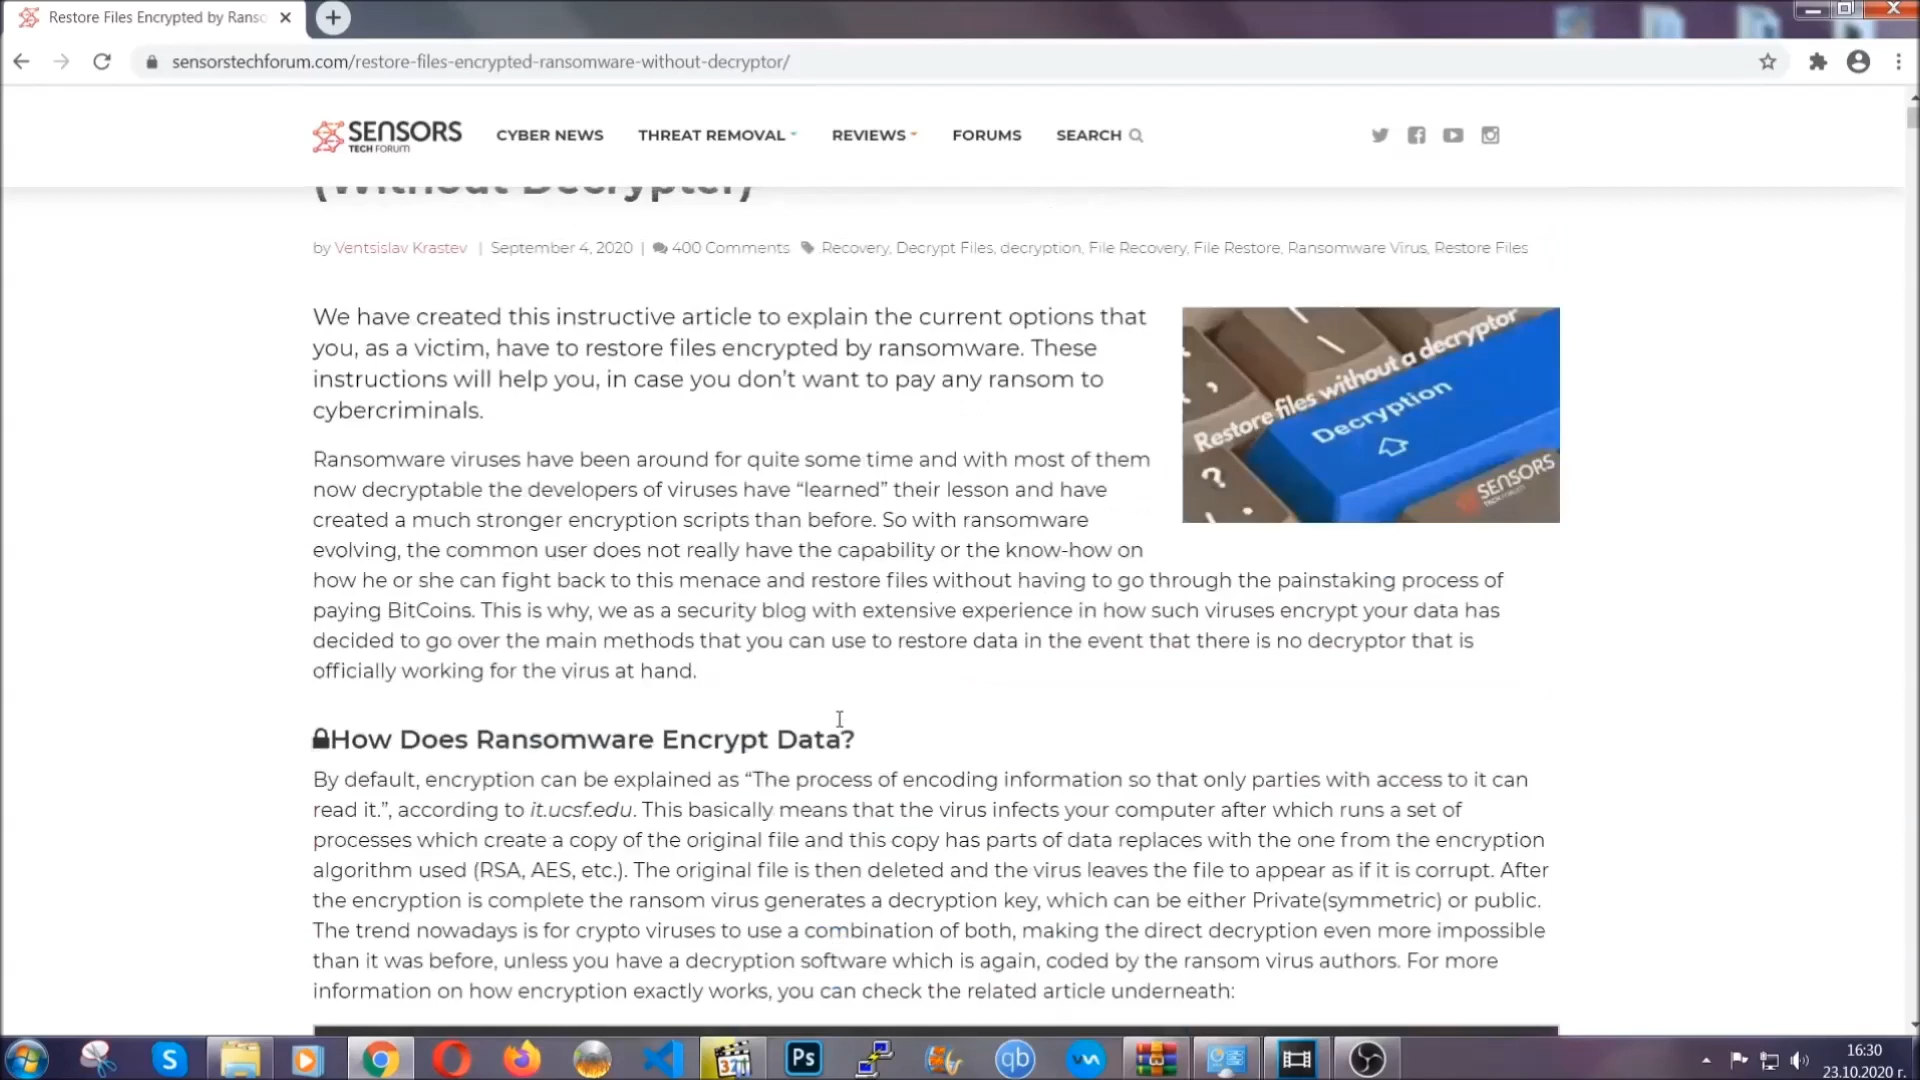 Restore Files Encrypted by Ranso
sensorstechforum.com/restore-files-encrypted-ransomware-without-decryptor/
SENSORS
TECH FORUM
CYBER NEWS THREAT REMOVAL REVIEWS FORUMS SEARCH
(Without Decrypter)
by Ventsislav Krastev | September 4, 2020 | 400 Comments Recovery, Decrypt Files, decryption, File Recovery, File Restore, Ransomware Virus, Restore Files
We have created this instructive article to explain the current options that
you, as a victim, have to restore files encrypted by ransomware. These
instructions will help you, in case you don’t want to pay any ransom to
cybercriminals.
Restore files without a decryptor
Decryption
SENSORS
Ransomware viruses have been around for quite some time and with most of them
now decryptable the developers of viruses have “learned” their lesson and have
created a much stronger encryption scripts than before. So with ransomware
evolving, the common user does not really have the capability or the know-how on
how he or she can fight back to this menace and restore files without having to go through the painstaking process of
paying BitCoins. This is why, we as a security blog with extensive experience in how such viruses encrypt your data has
decided to go over the main methods that you can use to restore data in the event that there is no decryptor that is
officially working for the virus at hand.
How Does Ransomware Encrypt Data?
By default, encryption can be explained as “The process of encoding information so that only parties with access to it can
read it.”, according to it.ucsf.edu. This basically means that the virus infects your computer after which runs a set of
processes which create a copy of the original file and this copy has parts of data replaces with the one from the encryption
algorithm used (RSA, AES, etc.). The original file is then deleted and the virus leaves the file to appear as if it is corrupt. After
the encryption is complete the ransom virus generates a decryption key, which can be either Private(symmetric) or public.
The trend nowadays is for crypto viruses to use a combination of both, making the direct decryption even more impossible
than it was before, unless you have a decryption software which is again, coded by the ransom virus authors. For more
information on how encryption exactly works, you can check the related article underneath:
S
321
Ps
qb
16:30
23.10.2020 г.